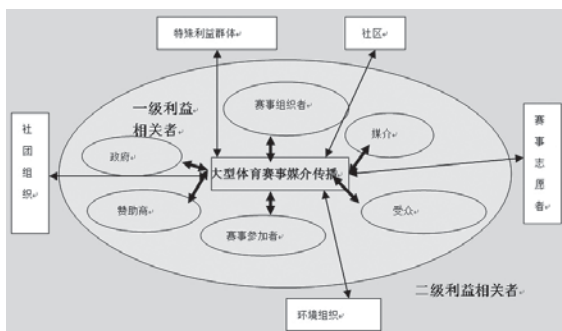 特殊利益群体
社区
一级利益
相关者
赛事组织者
媒介
社团组织
政府
大型体育赛事媒介传播
赛事志愿者
赞助商
受众
赛事参加者
二级利益相关者
环境组织